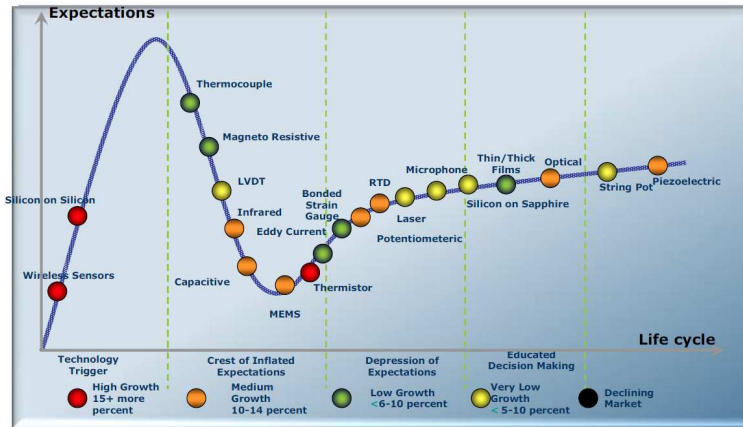 Expectations
Thermocouple
Magneto Resistive
LVDT
Silicon on Silicon
Infrared
Eddy Current
Wireless Sensors
Capacitive
MEMS
Thermistor
Bonded
Strain
Gauge
RTD
Laser
Potentiometeric
Microphone
Silicon on Sapphire
Thin/Thick
Films
Optical
String Pot
Piezoelectric
Life cycle
Technology
Trigger
Crest of Inflated
Expectations
Depression of
Expectations
Educated
Decision Making
High Growth
15+ more
percent
Medium
Growth
10-14 percent
Low Growth
<6-10 percent
Very Low
Growth
< 5-10 percent
Declining
Market